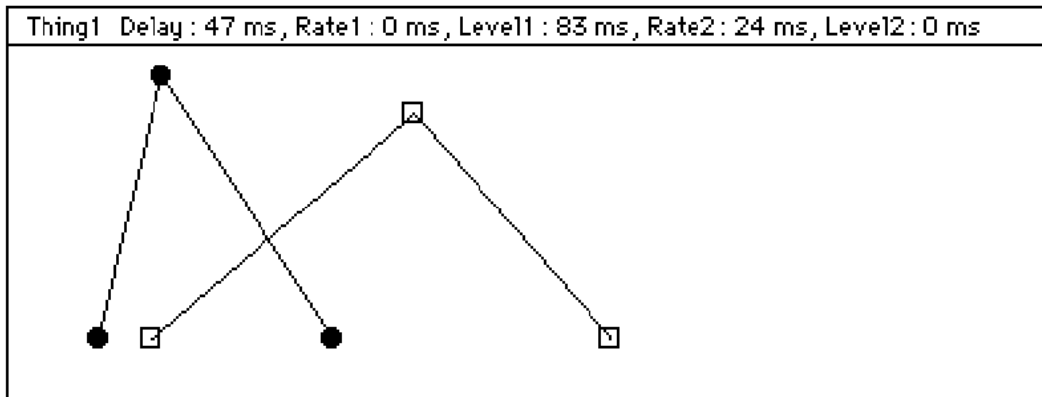 Thing1 Delay : 47 ms, Rate1 : 0 ms, Level1 : 83 ms, Rate2 : 24 ms, Level2 : 0 ms